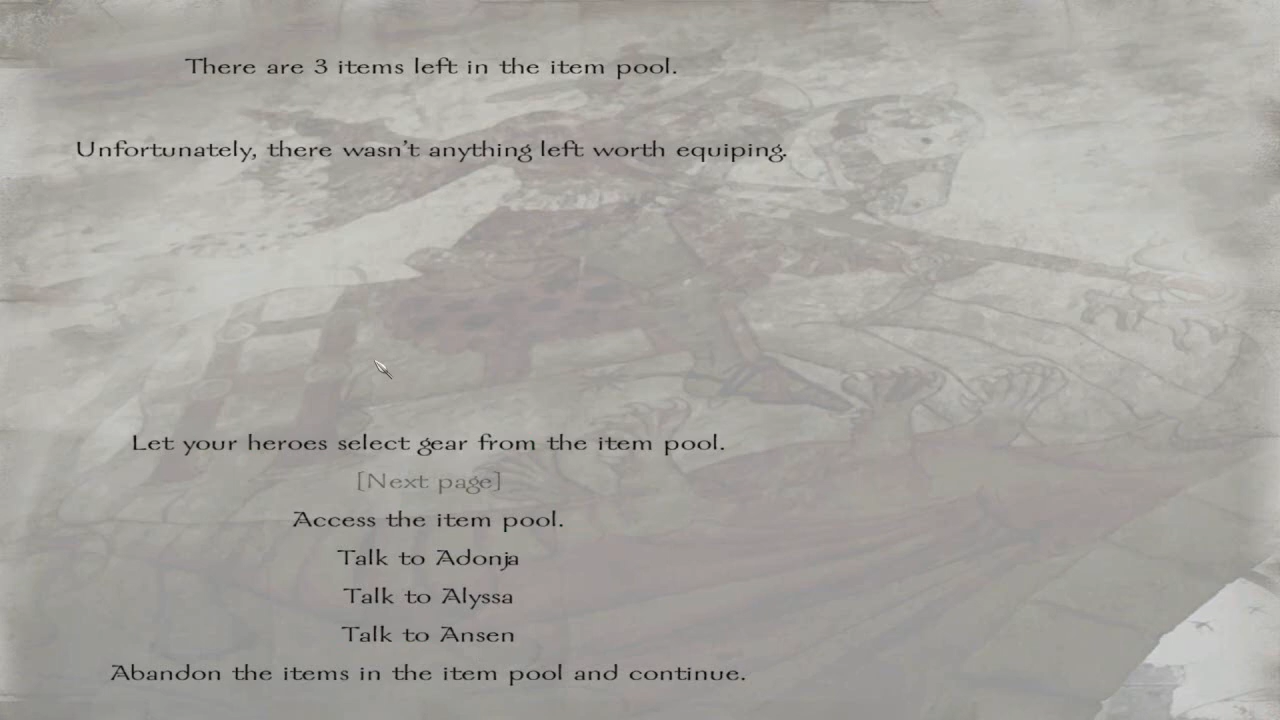 There are 3 items left in the item pool.
Unfortunately, there wasn't anything left worth equiping.
Let your heroes select gear from the item pool.
[Next page]
Access the item pool.
Talk to Adonja
Talk to Alyssa
Talk to Ansen
Abandon the items in the item pool and continue.